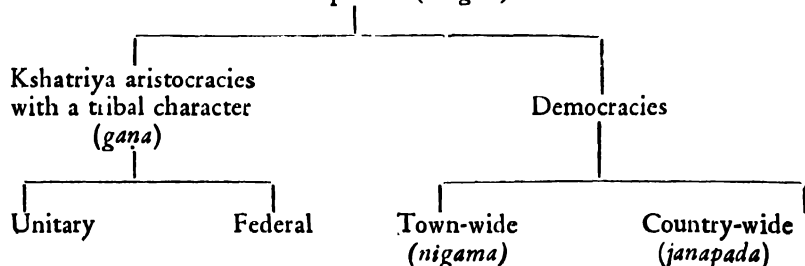 Kshatriya aristocracies
with a tribal character
(gana)
Democracies
Unitary
Federal
Town-wide
(nigama)
Country-wide
(janapada)